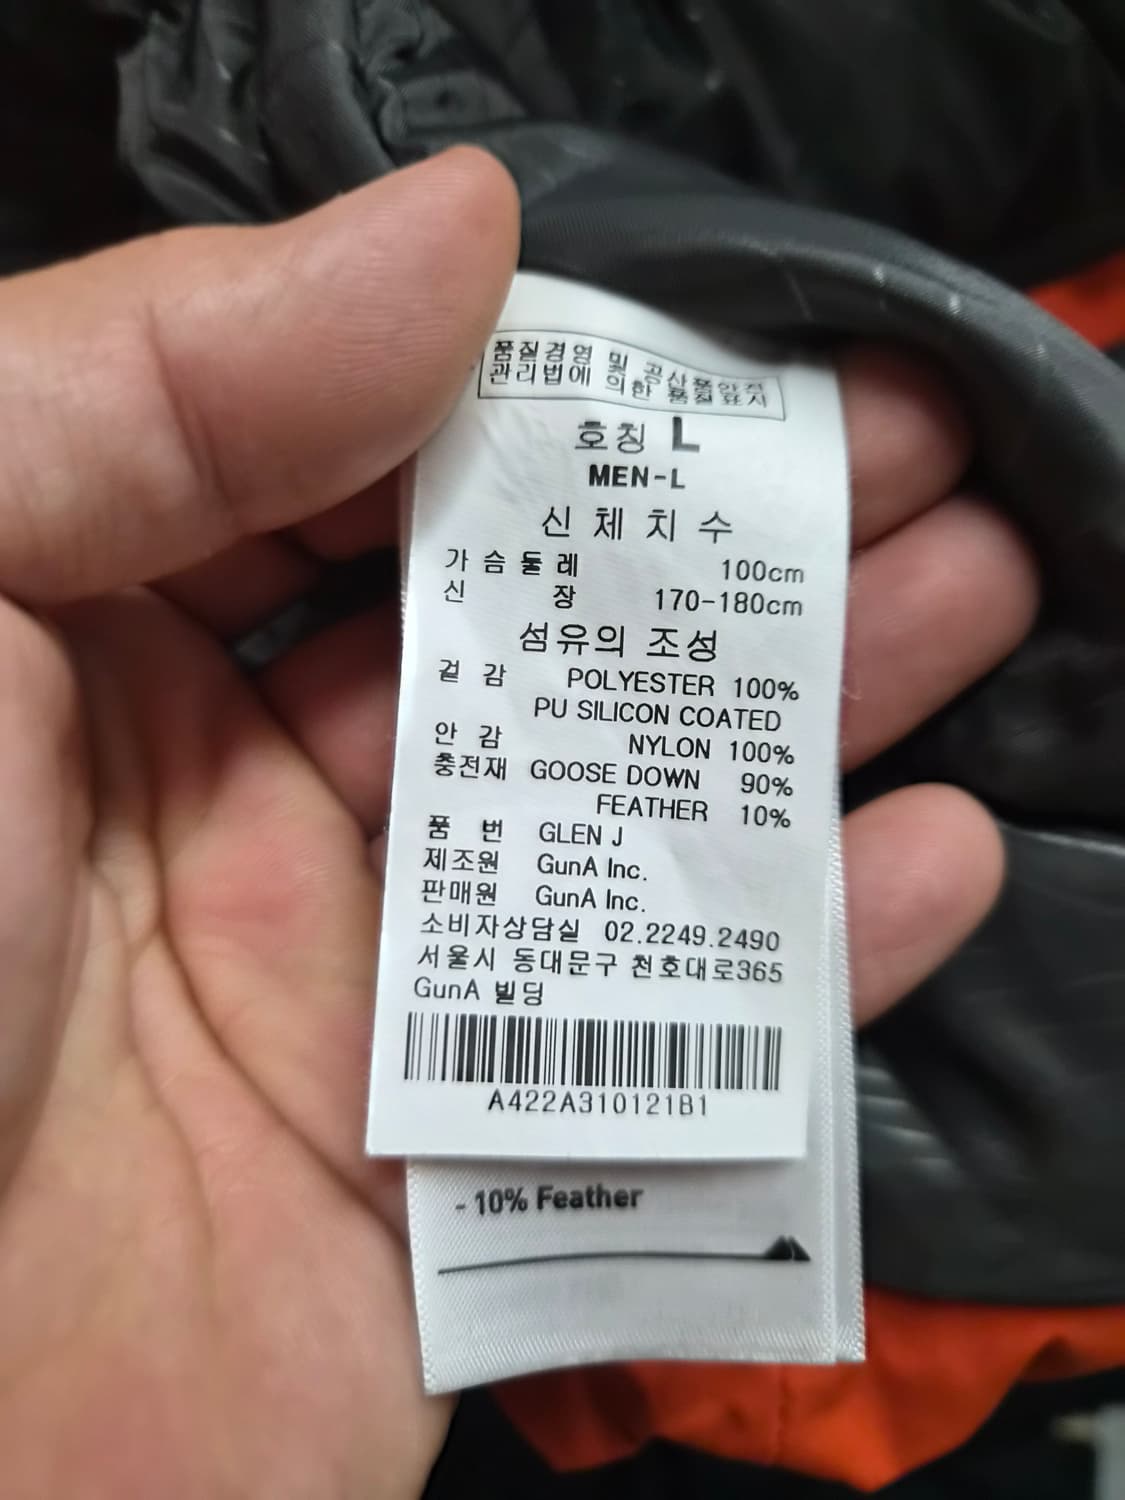 품질경영 및 공산품안전
관리법에 의한 품질표시
호칭 L
MEN-L
신체치수
가슴둘레 100cm
신장 170-180cm
섬유의 조성
겉감 POLYESTER 100%
PU SILICON COATED
안감 NYLON 100%
충전재 GOOSE DOWN 90%
FEATHER 10%
품번 GLEN J
제조원 GunA Inc.
판매원 GunA Inc.
소비자상담실 02.2249.2490
서울시 동대문구 천호대로365
GunA 빌딩
A422A310121B1
- 10% Feather